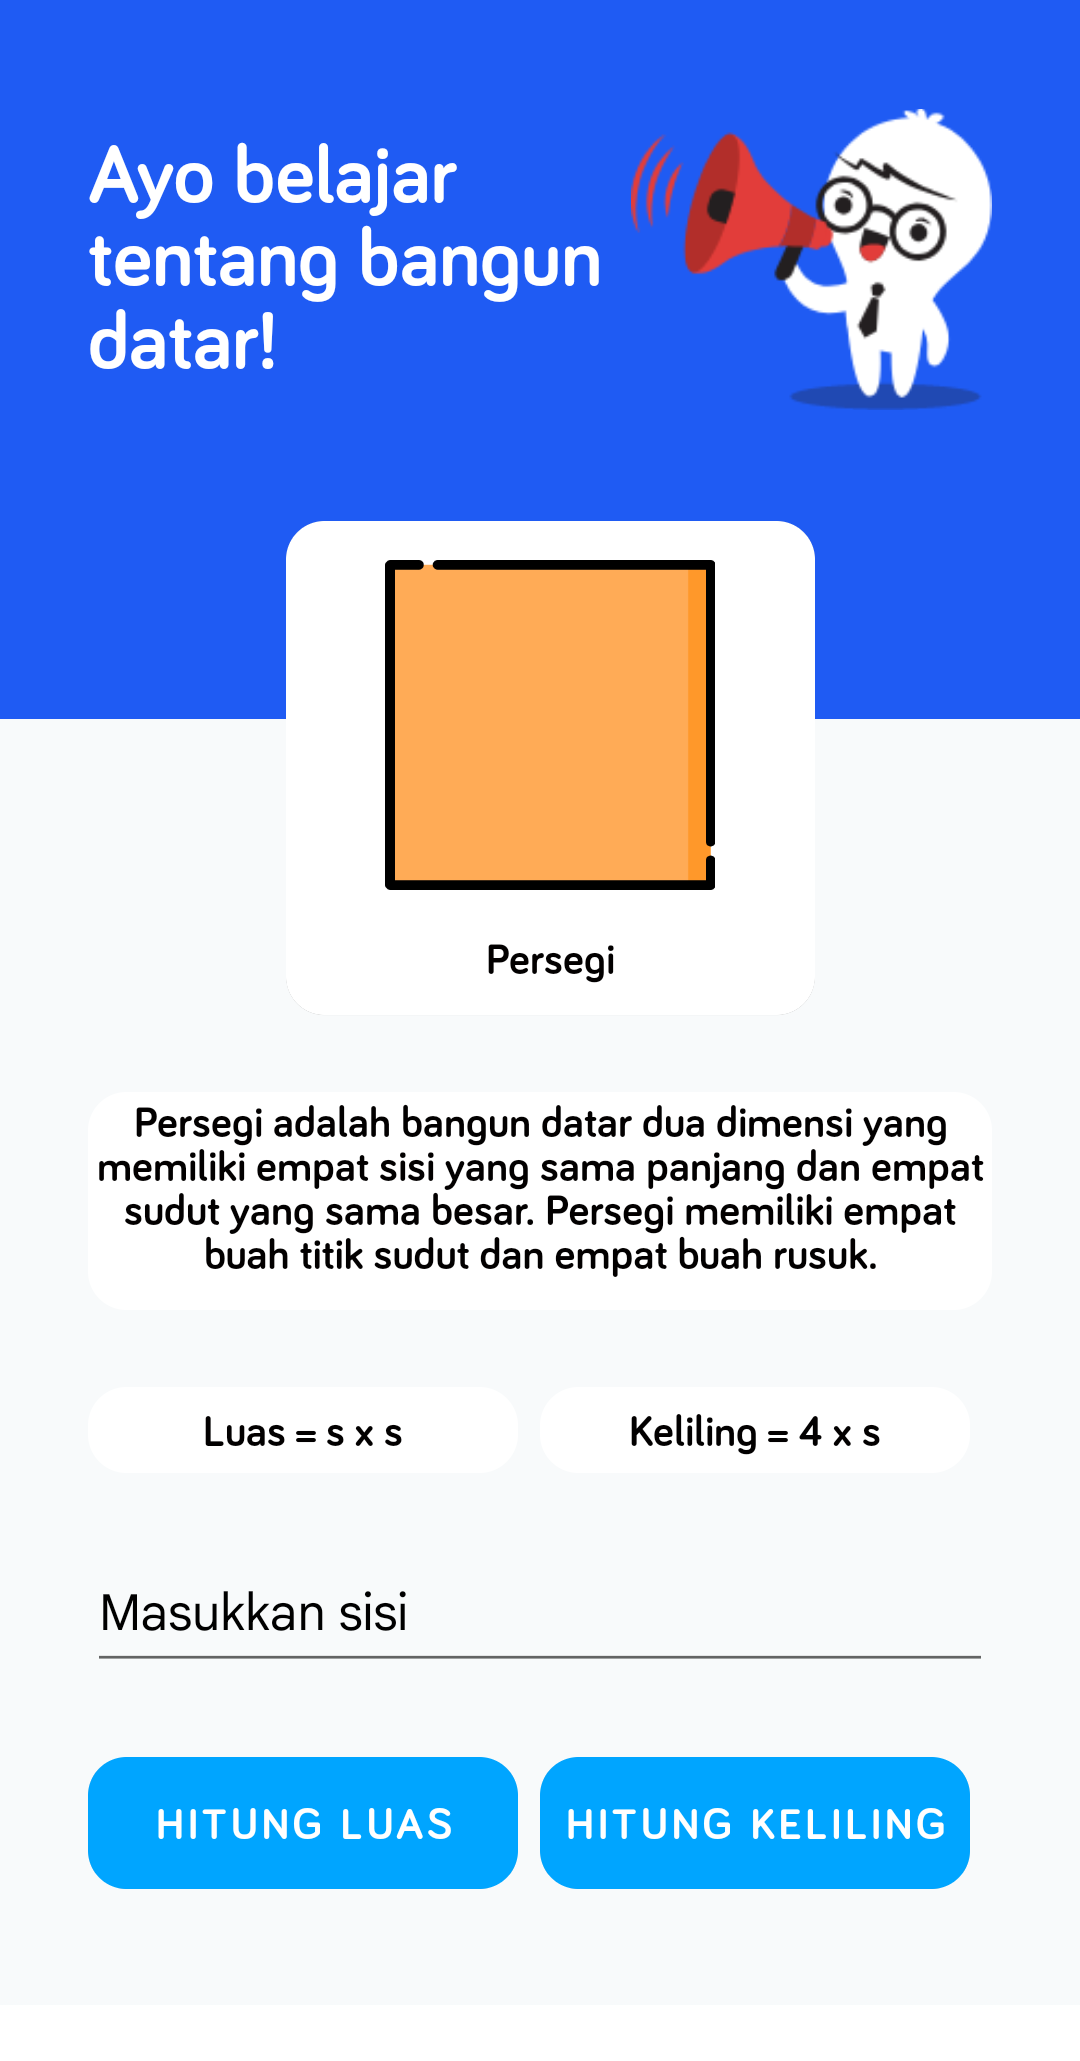 Ayo belajar
tentang bangun
datar!
Persegi
Persegi adalah bangun datar dua dimensi yang
memiliki empat sisi yang sama panjang dan empat
sudut yang sama besar. Persegi memiliki empat
buah titik sudut dan empat buah rusuk.
Luas = s x s
Keliling = 4 x s
Masukkan sisi
HITUNG LUAS
HITUNG KELILING